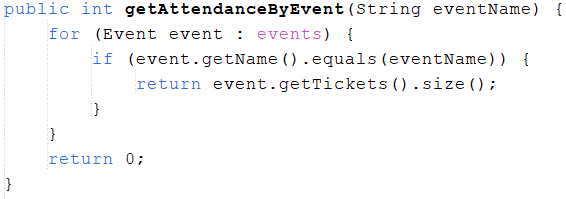 public int getAttendanceByEvent(String eventName) {
    for (Event event : events) {
        if (event.getName().equals(eventName)) {
            return event.getTickets().size();
        }
    }
    return 0;
}